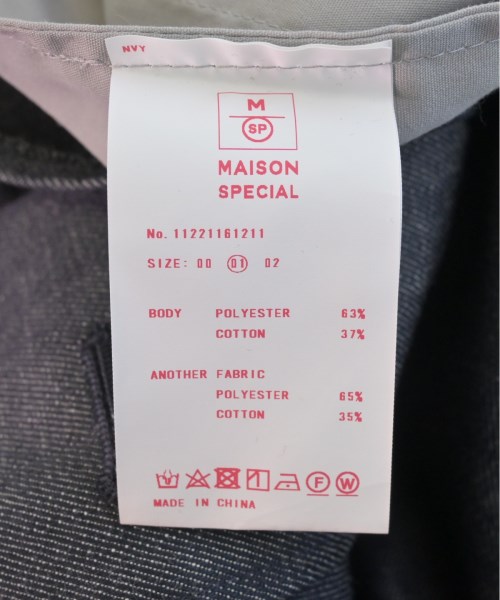 NVY
M
SP
MAISON
SPECIAL
No. 11221161211
SIZE: 00 01 02
BODY POLYESTER 63%
COTTON 37%
ANOTHER FABRIC
POLYESTER 65%
COTTON 35%
F W
MADE IN CHINA